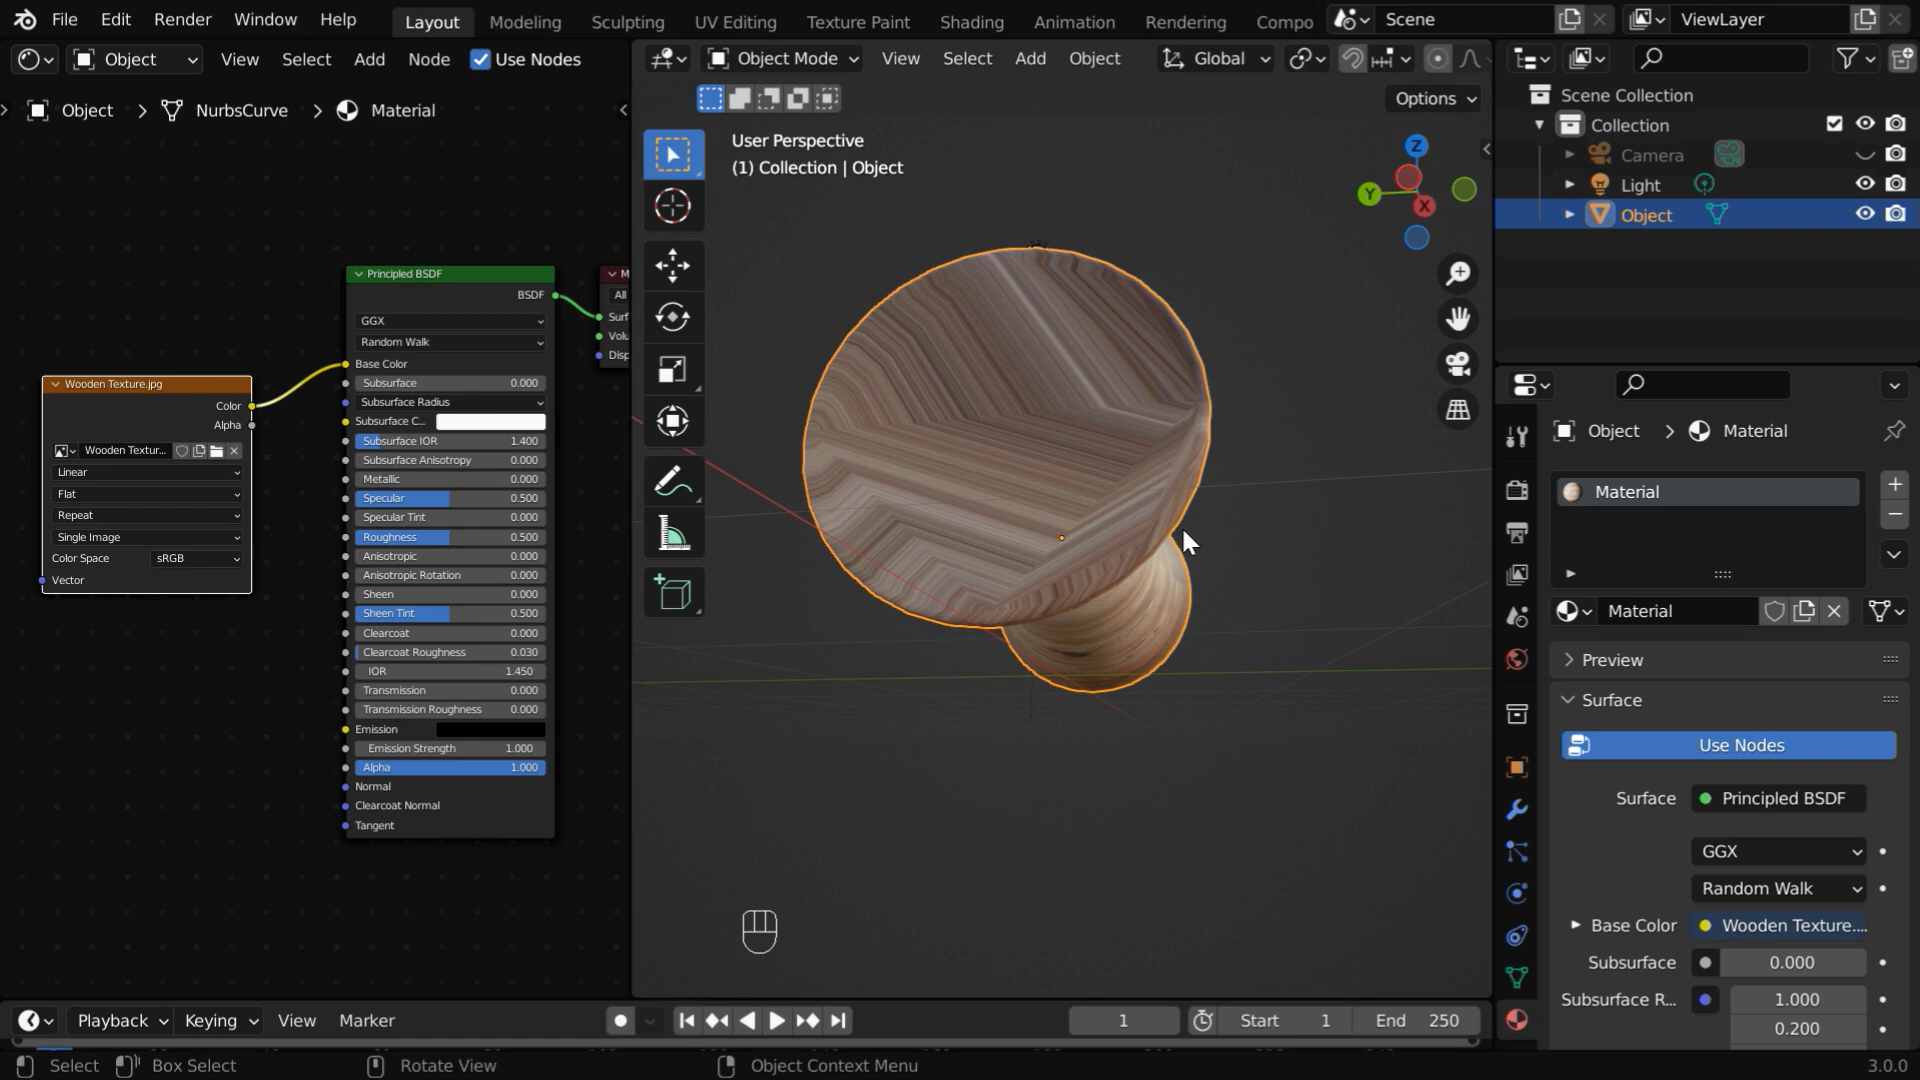 File Edit Render Window Help Layout Modeling Sculpting UV Editing Texture Paint Shading Animation Rendering Compo Scene ViewLayer
Object View Select Add Node Use Nodes
Object Mode View Select Add Object Global
Options
Object > NurbsCurve > Material
User Perspective
(1) Collection | Object
Z
Y
X
Scene Collection
Collection
Camera
Light
Object
Principled BSDF
BSDF
GGX
Random Walk
Base Color
Subsurface 0.000
Subsurface Radius
Subsurface C...
Subsurface IOR 1.400
Subsurface Anisotropy 0.000
Metallic 0.000
Specular 0.500
Specular Tint 0.000
Roughness 0.500
Anisotropic 0.000
Anisotropic Rotation 0.000
Sheen 0.000
Sheen Tint 0.500
Clearcoat 0.000
Clearcoat Roughness 0.030
IOR 1.450
Transmission 0.000
Transmission Roughness 0.000
Emission
Emission Strength 1.000
Alpha 1.000
Normal
Clearcoat Normal
Tangent
M
All
Surf
Volu
Disp
Wooden Texture.jpg
Color
Alpha
Wooden Textur...
Linear
Flat
Repeat
Single Image
Color Space sRGB
Vector
Object > Material
Material
Material
Preview
Surface
Use Nodes
Surface Principled BSDF
GGX
Random Walk
Base Color Wooden Texture....
Subsurface 0.000
Subsurface R... 1.000
0.200
Playback Keying View Marker 1 Start 1 End 250
Select Box Select Rotate View Object Context Menu 3.0.0